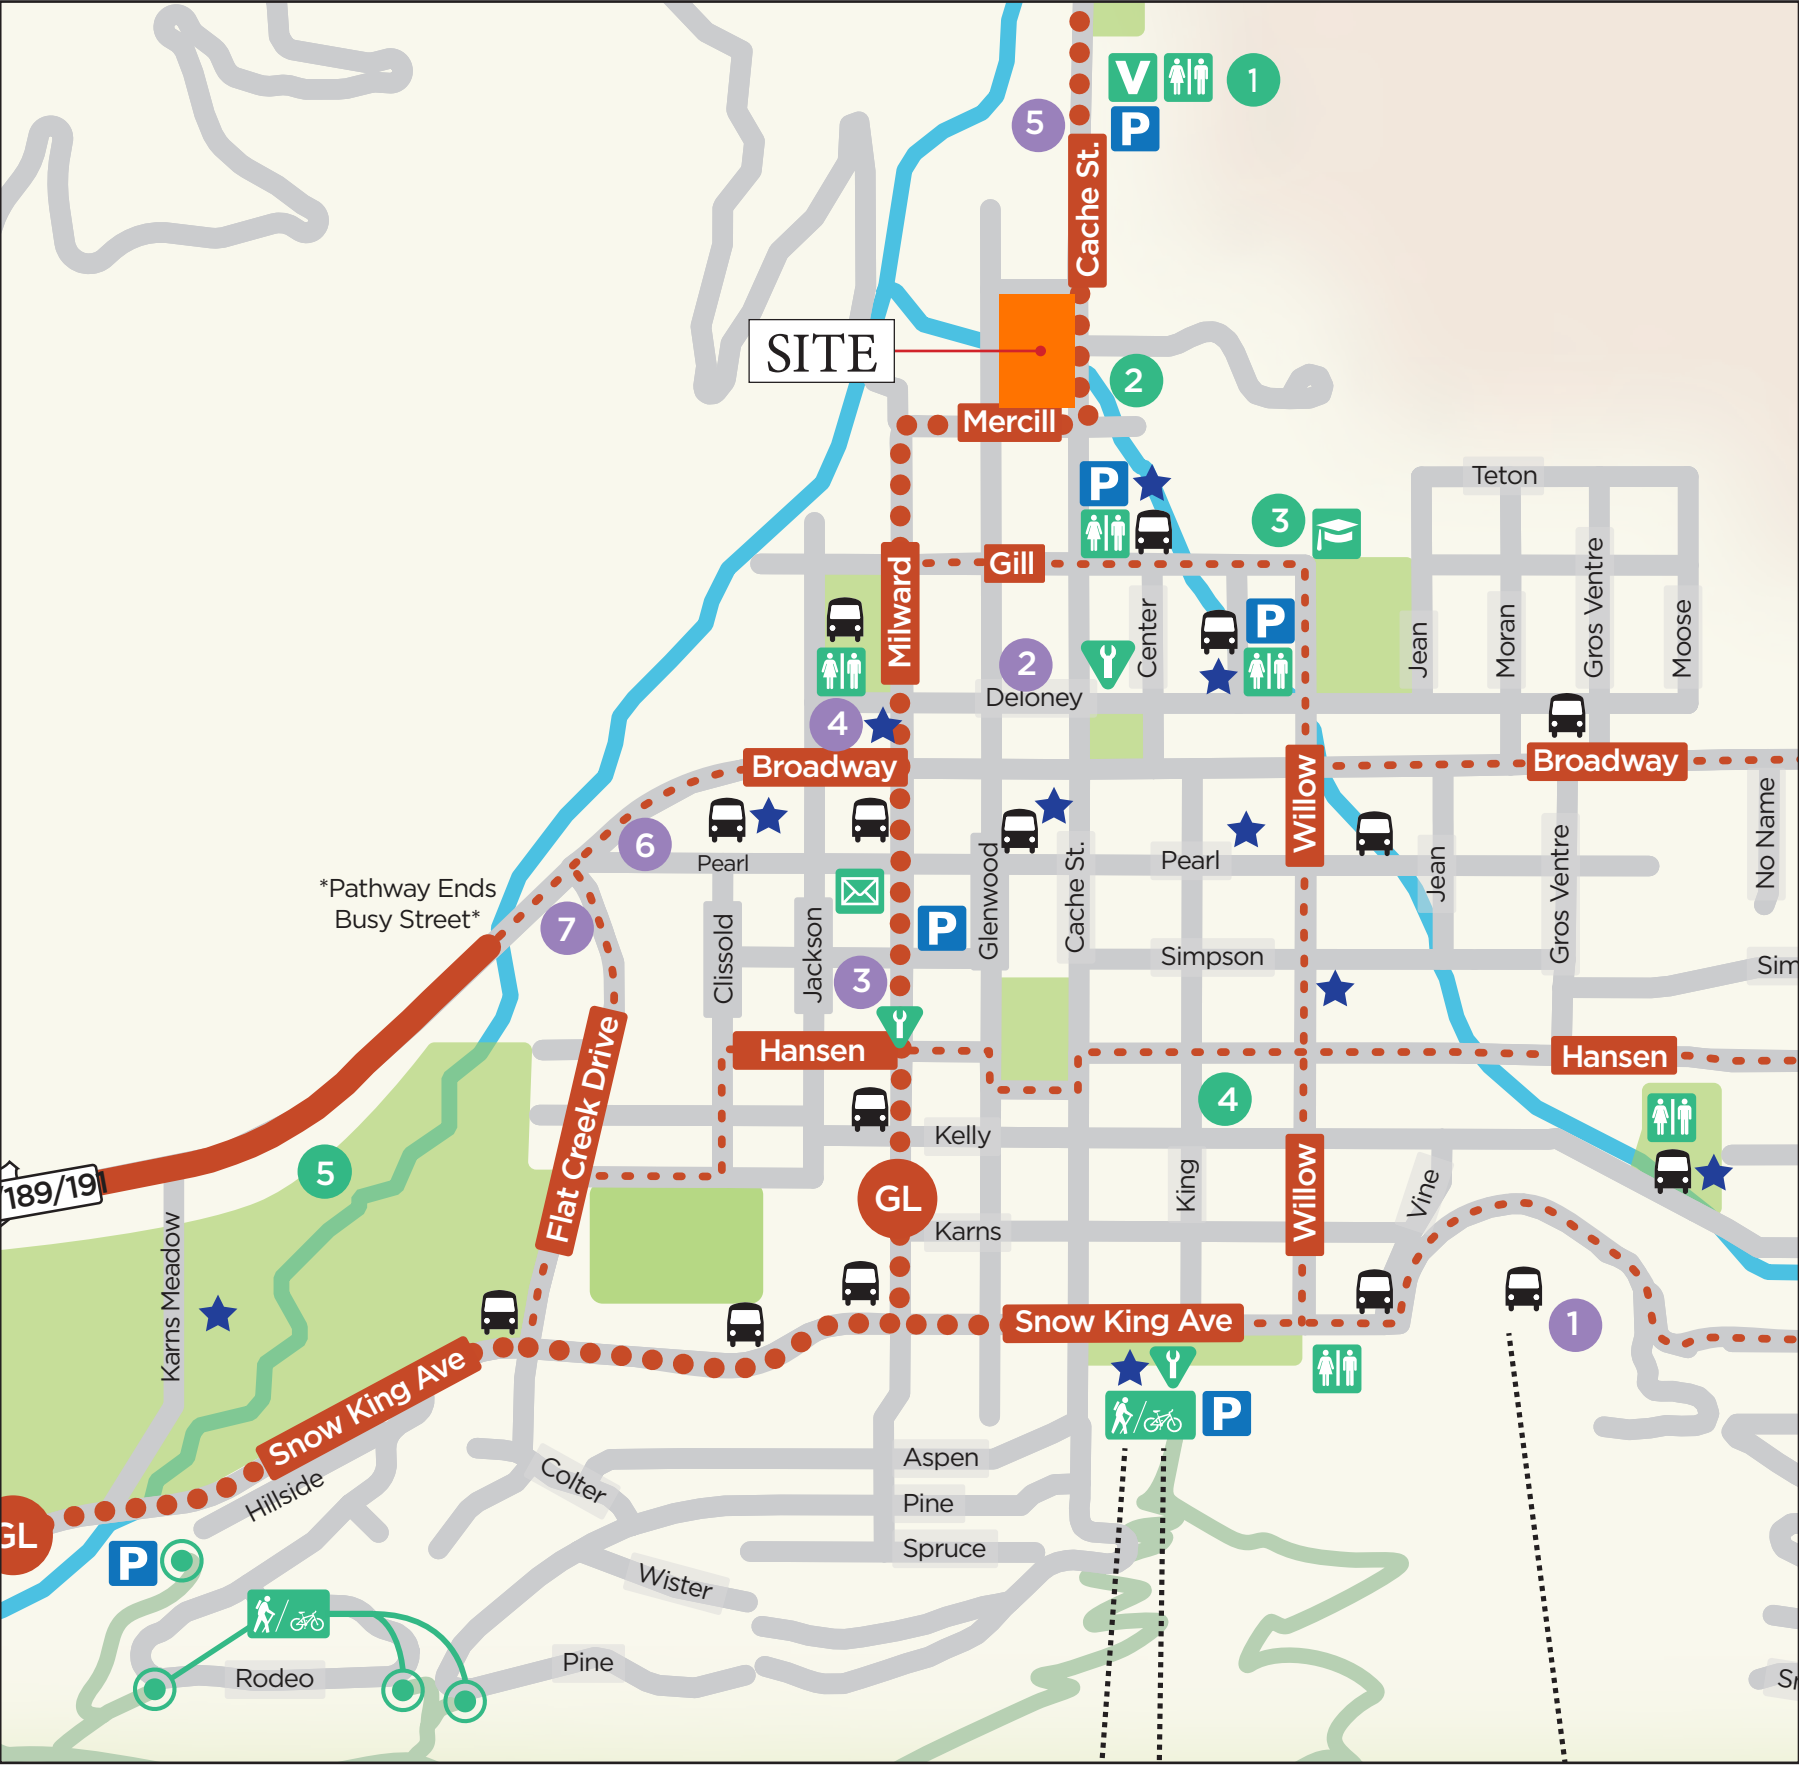 V
1
5
P
Cache St.
SITE
2
Mercill
P
Teton
3
Gill
Milward
Center
P
Jean
Moran
Gros Ventre
Moose
2
Deloney
4
Broadway
Willow
Broadway
No Name
6
Pearl
Pearl
*Pathway Ends
Busy Street*
7
Clissold
Jackson
P
Glenwood
Cache St.
Jean
Gros Ventre
3
Simpson
Sim
Flat Creek Drive
Hansen
Hansen
4
Kelly
5
189/191
GL
King
Willow
Vine
Karns
Karns Meadow
Snow King Ave
1
Snow King Ave
P
Hillside
Colter
Aspen
Pine
Spruce
GL
P
Wister
Rodeo
Pine